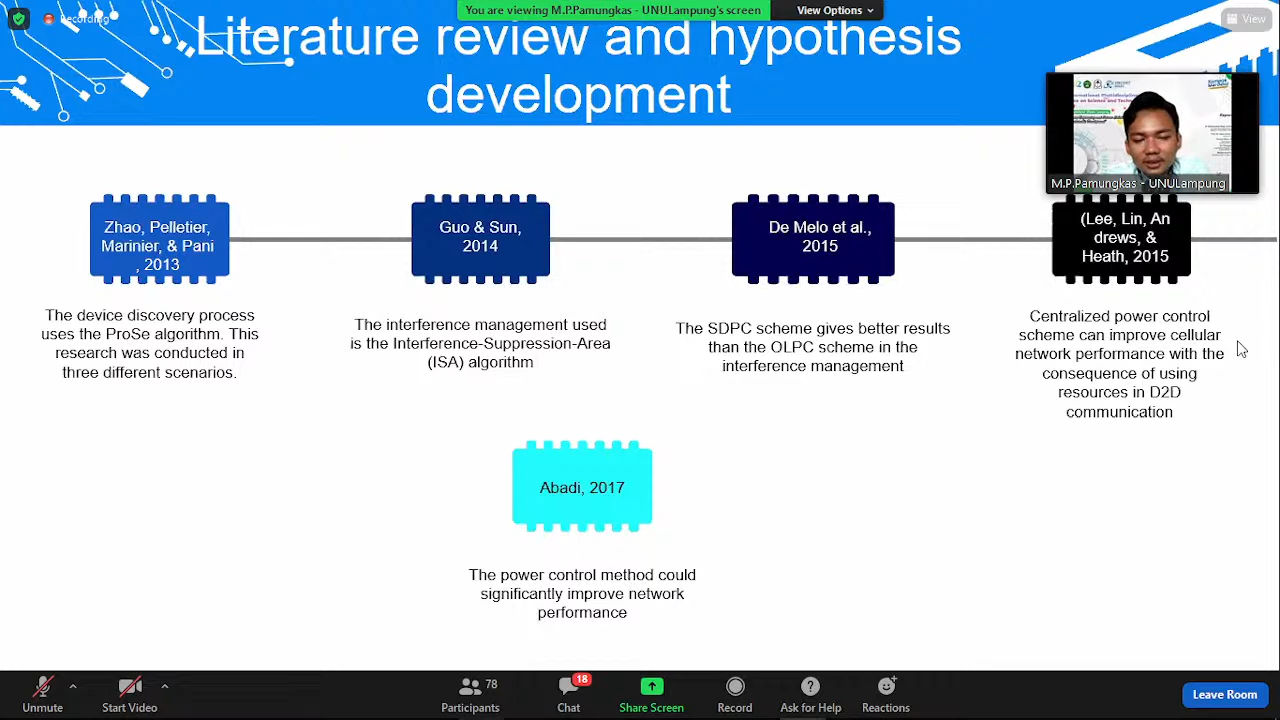 You are viewing M.P.Pamungkas - UNULampung's screen
View Options
Recording
View
Literature review and hypothesis
development
M.P.Pamungkas - UNULampung
Zhao, Pelletier,
Marinier, & Pani
, 2013
Guo & Sun,
2014
De Melo et al.,
2015
(Lee, Lin, An
drews, &
Heath, 2015
The device discovery process
uses the ProSe algorithm. This
research was conducted in
three different scenarios.
The interference management used
is the Interference-Suppression-Area
(ISA) algorithm
The SDPC scheme gives better results
than the OLPC scheme in the
interference management
Centralized power control
scheme can improve cellular
network performance with the
consequence of using
resources in D2D
communication
Abadi, 2017
The power control method could
significantly improve network
performance
Unmute
Start Video
78
Participants
18
Chat
Share Screen
Record
Ask for Help
Reactions
Leave Room